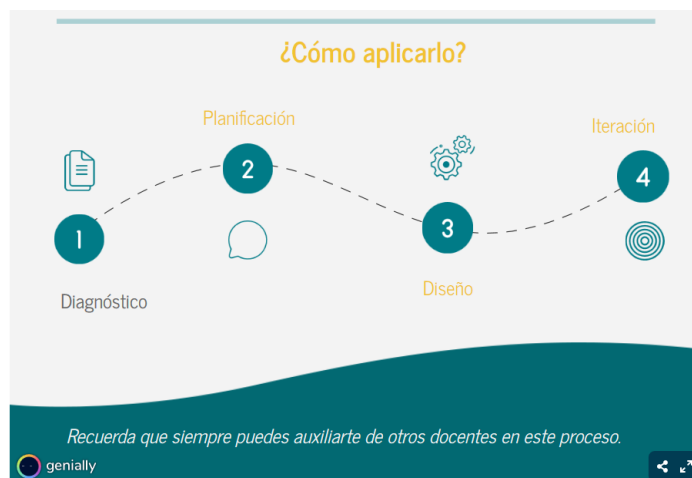 ¿Cómo aplicarlo?
Planificación
Iteración
2
4
1
3
Diagnóstico
Diseño
Recuerda que siempre puedes auxiliarte de otros docentes en este proceso.
genially